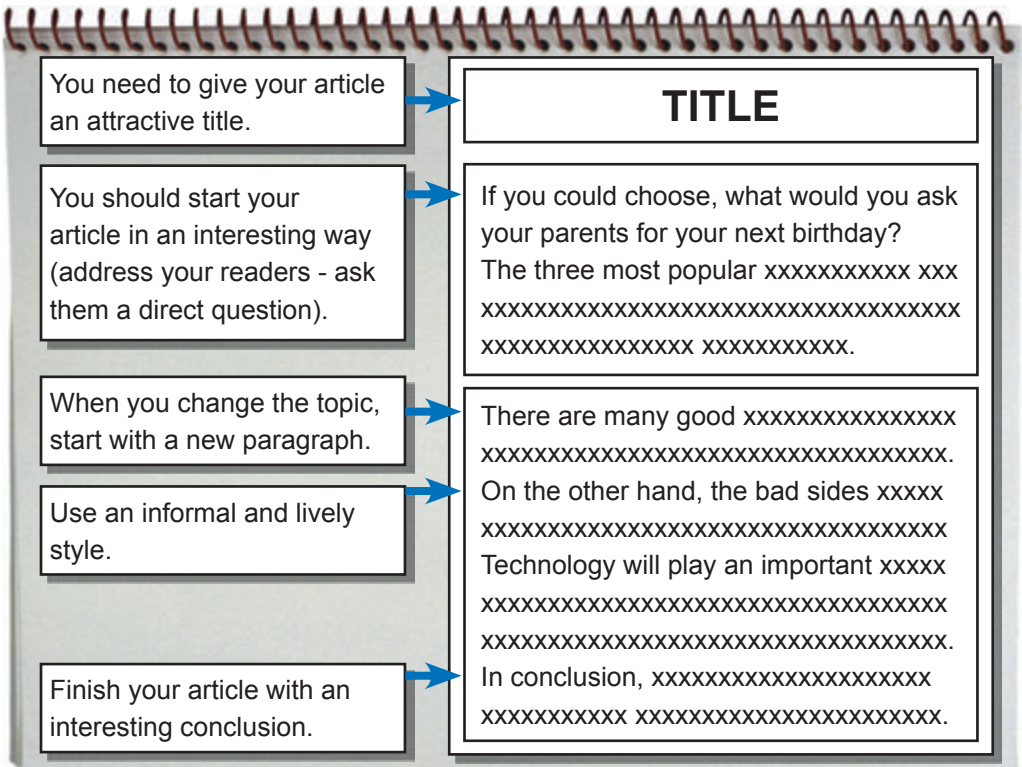 You need to give your article
an attractive title.
TITLE
You should start your
article in an interesting way
(address your readers - ask
them a direct question).
If you could choose, what would you ask
your parents for your next birthday?
The three most popular xxxxxxxxxxx xxx
xxxxxxxxxxxxxxxxxxxxxxxxxxxxxxxxxxxx
xxxxxxxxxxxxxxxx xxxxxxxxxxx.
When you change the topic,
start with a new paragraph.
Use an informal and lively
style.
Finish your article with an
interesting conclusion.
There are many good xxxxxxxxxxxxxxxx
xxxxxxxxxxxxxxxxxxxxxxxxxxxxxxxxxxx.
On the other hand, the bad sides xxxxx
xxxxxxxxxxxxxxxxxxxxxxxxxxxxxxxxxxx
Technology will play an important xxxxx
xxxxxxxxxxxxxxxxxxxxxxxxxxxxxxxxxxx
xxxxxxxxxxxxxxxxxxxxxxxxxxxxxxxxxxx.
In conclusion, xxxxxxxxxxxxxxxxxxxxx
xxxxxxxxxxx xxxxxxxxxxxxxxxxxxxxxxx.